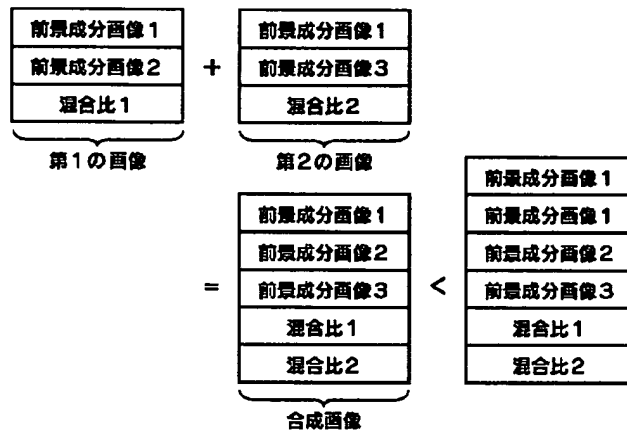 前景成分画像1
前景成分画像2
混合比1
第1の画像
+
前景成分画像1
前景成分画像3
混合比2
第2の画像
=
前景成分画像1
前景成分画像2
前景成分画像3
混合比1
混合比2
合成画像
<
前景成分画像1
前景成分画像1
前景成分画像2
前景成分画像3
混合比1
混合比2